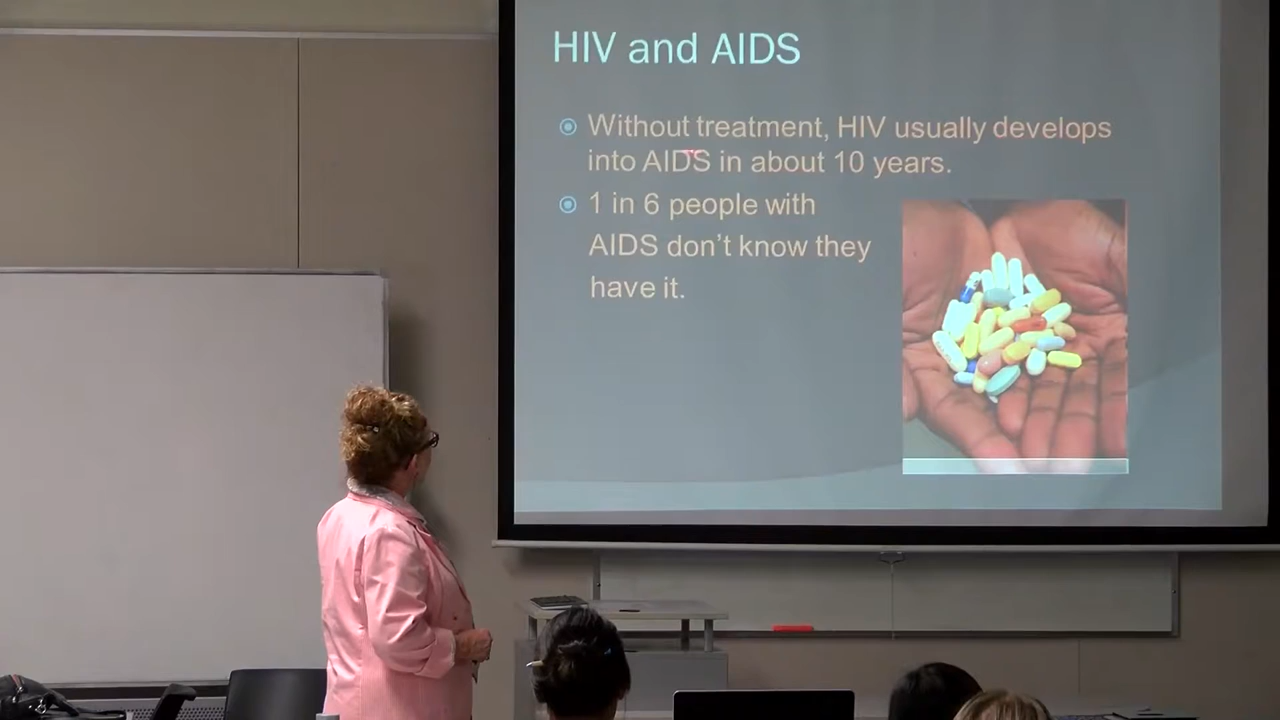 HIV and AIDS
Without treatment, HIV usually develops
into AIDS in about 10 years.
1 in 6 people with
AIDS don't know they
have it.